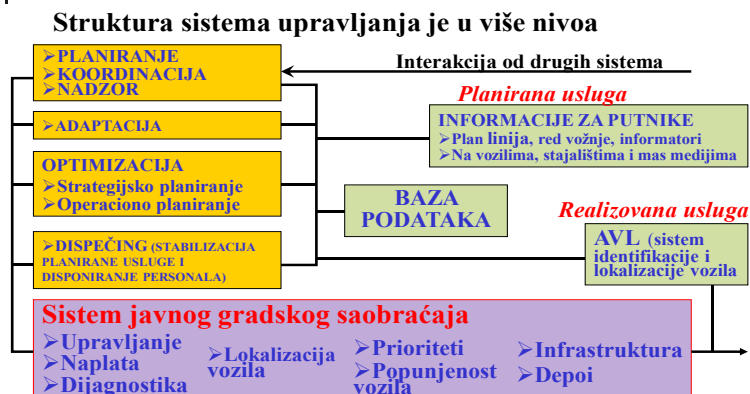 Struktura sistema upravljanja je u više nivoa
➢PLANIRANJE
➢KOORDINACIJA
➢NADZOR
Interakcija od drugih sistema
Planirana usluga
INFORMACIJE ZA PUTNIKE
➢Plan linija, red vožnje, informatori
➢Na vozilima, stajalištima i mas medijima
➢ADAPTACIJA
OPTIMIZACIJA
➢Strategijsko planiranje
➢Operaciono planiranje
BAZA
PODATAKA
Realizovana usluga
AVL (sistem
identifikacije i
lokalizacije vozila
➢DISPEČING (STABILIZACIJA
PLANIRANE USLUGE I
DISPONIRANJE PERSONALA)
Sistem javnog gradskog saobraćaja
➢Upravljanje
➢Naplata
➢Dijagnostika
➢Lokalizacija
vozila
➢Prioriteti
➢Popunjenost
vozila
➢Infrastruktura
➢Depoi